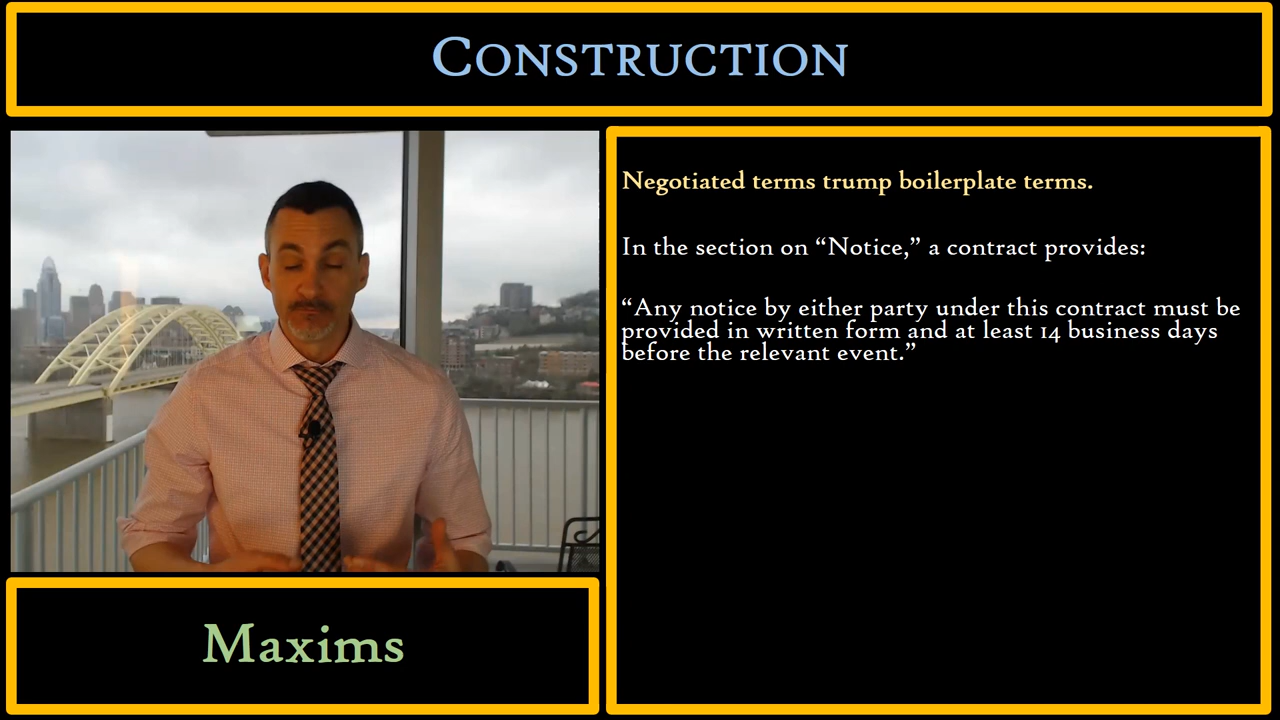 CONSTRUCTION
Negotiated terms trump boilerplate terms.
In the section on “Notice,” a contract provides:
“Any notice by either party under this contract must be
provided in written form and at least 14 business days
before the relevant event.”
Maxims